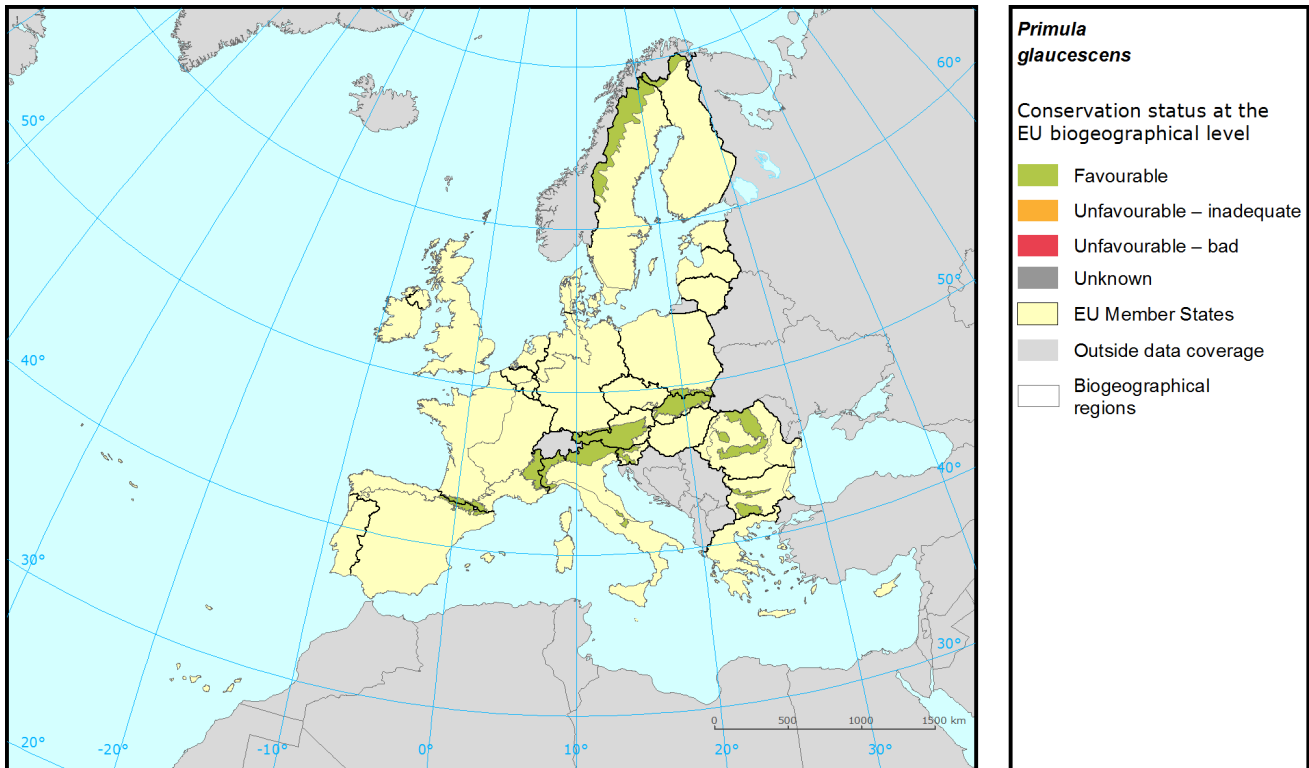 Primula
glaucescens
Conservation status at the
EU biogeographical level
Favourable
Unfavourable – inadequate
Unfavourable – bad
Unknown
EU Member States
Outside data coverage
Biogeographical
regions
60°
50°
50°
40°
40°
30°
30°
0 500 1000 1500 km
20° -20° -10° 0° 10° 20° 30°